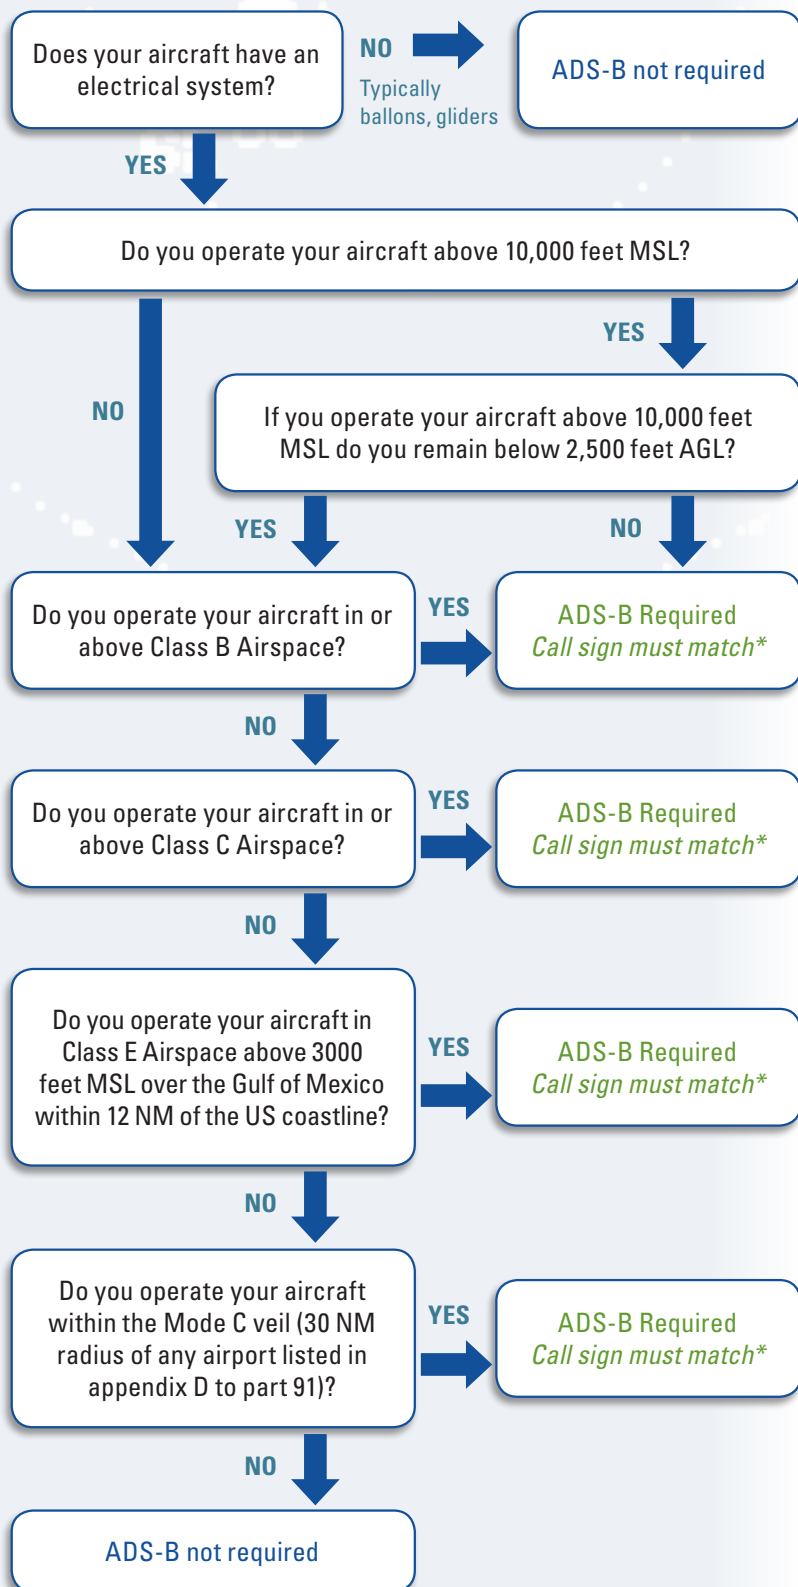 Does your aircraft have an
electrical system?
NO
Typically
ballons, gliders
ADS-B not required
YES
Do you operate your aircraft above 10,000 feet MSL?
YES
NO
If you operate your aircraft above 10,000 feet
MSL do you remain below 2,500 feet AGL?
YES
NO
Do you operate your aircraft in or
above Class B Airspace?
YES
ADS-B Required
Call sign must match*
NO
Do you operate your aircraft in or
above Class C Airspace?
YES
ADS-B Required
Call sign must match*
NO
Do you operate your aircraft in
Class E Airspace above 3000
feet MSL over the Gulf of Mexico
within 12 NM of the US coastline?
YES
ADS-B Required
Call sign must match*
NO
Do you operate your aircraft
within the Mode C veil (30 NM
radius of any airport listed in
appendix D to part 91)?
YES
ADS-B Required
Call sign must match*
NO
ADS-B not required